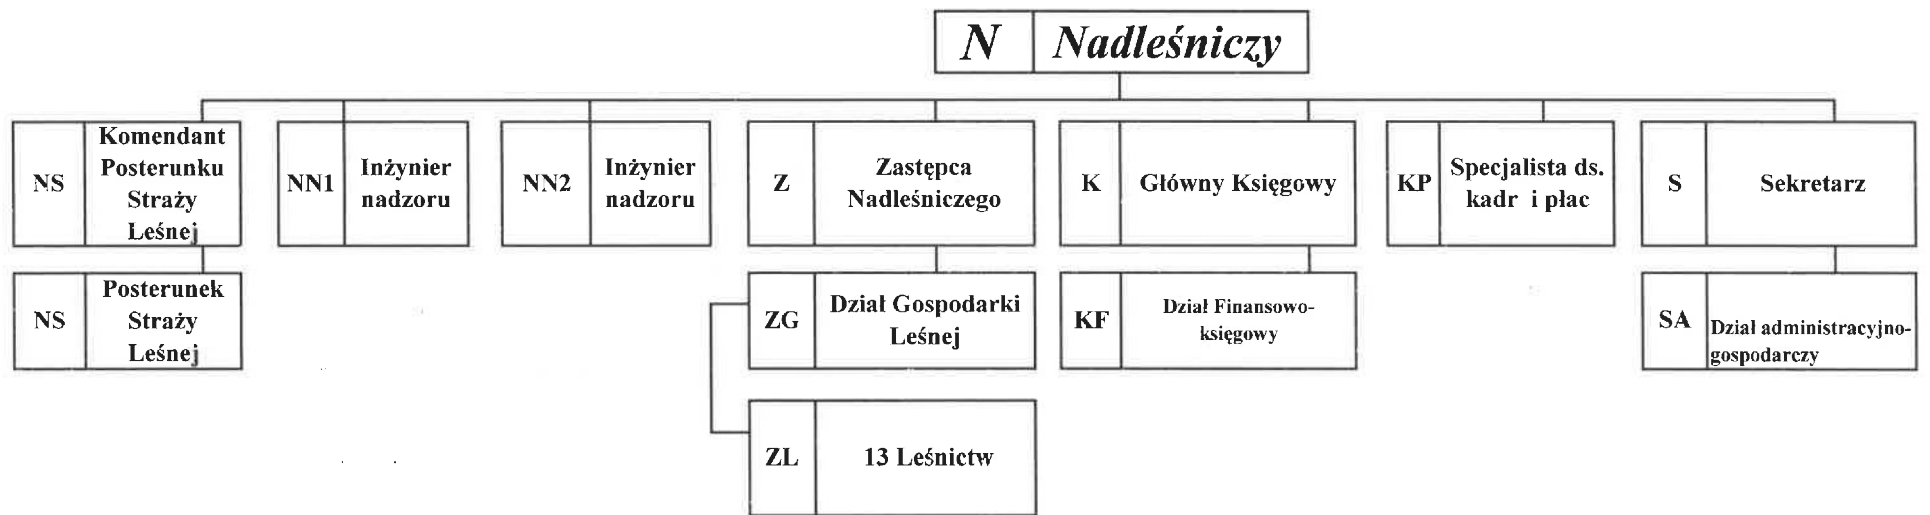 N Nadleśniczy
NS
Komendant
Posterunku
Straży
Leśnej
NN1
Inżynier
nadzoru
NN2
Inżynier
nadzoru
Z
Zastępca
Nadleśniczego
K
Główny Księgowy
KP
Specjalista ds.
kadr i płac
S
Sekretarz
NS
Posterunek
Straży
Leśnej
ZG
Dział Gospodarki
Leśnej
KF
Dział Finansowo-
księgowy
SA
Dział administracyjno-
gospodarczy
ZL
13 Leśnictw